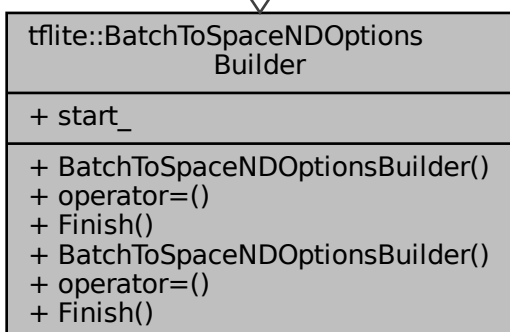 tflite::BatchToSpaceNDOptions
Builder
+ start_
+ BatchToSpaceNDOptionsBuilder()
+ operator=()
+ Finish()
+ BatchToSpaceNDOptionsBuilder()
+ operator=()
+ Finish()